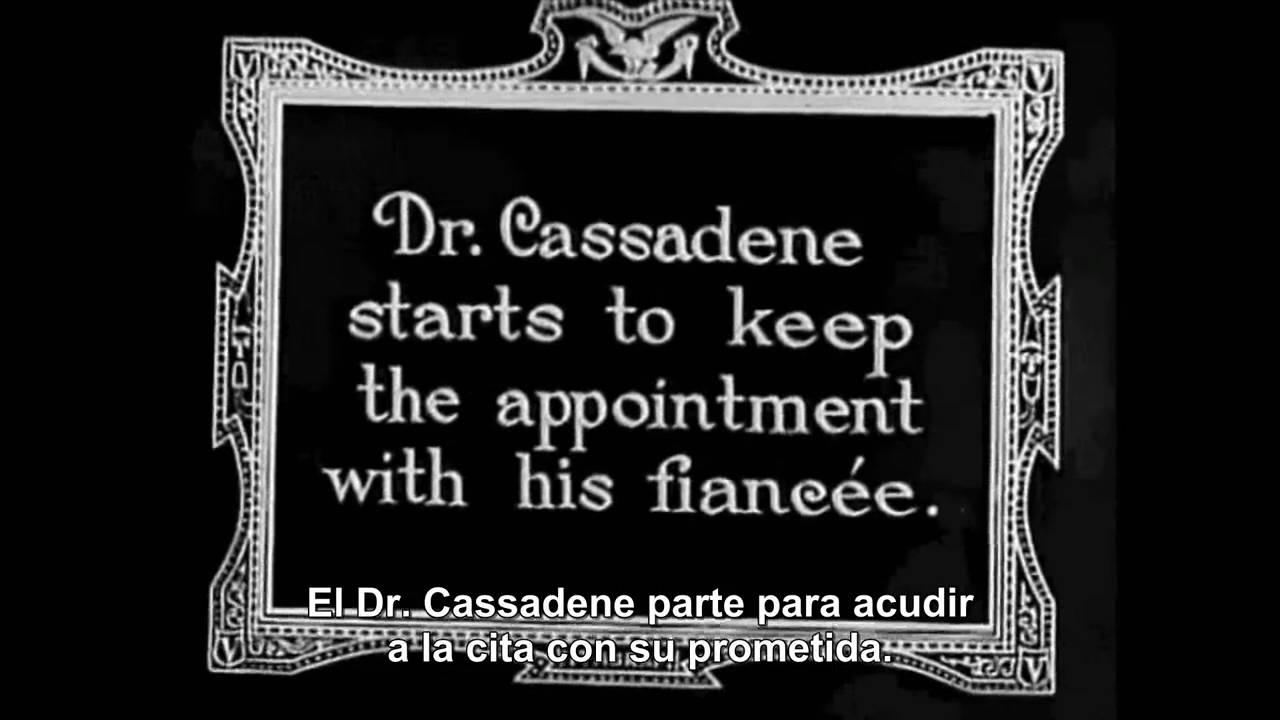 Dr. Cassadene
starts to keep
the appointment
with his fiancée.
El Dr. Cassadene parte para acudir
a la cita con su prometida.